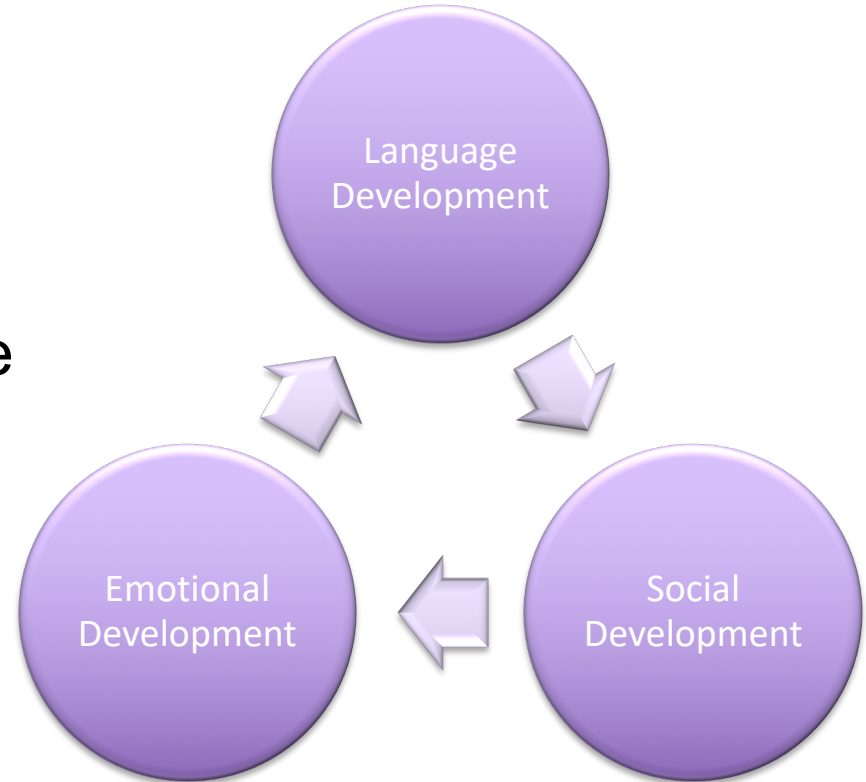 Language
Development
e
Emotional
Development
Social
Development